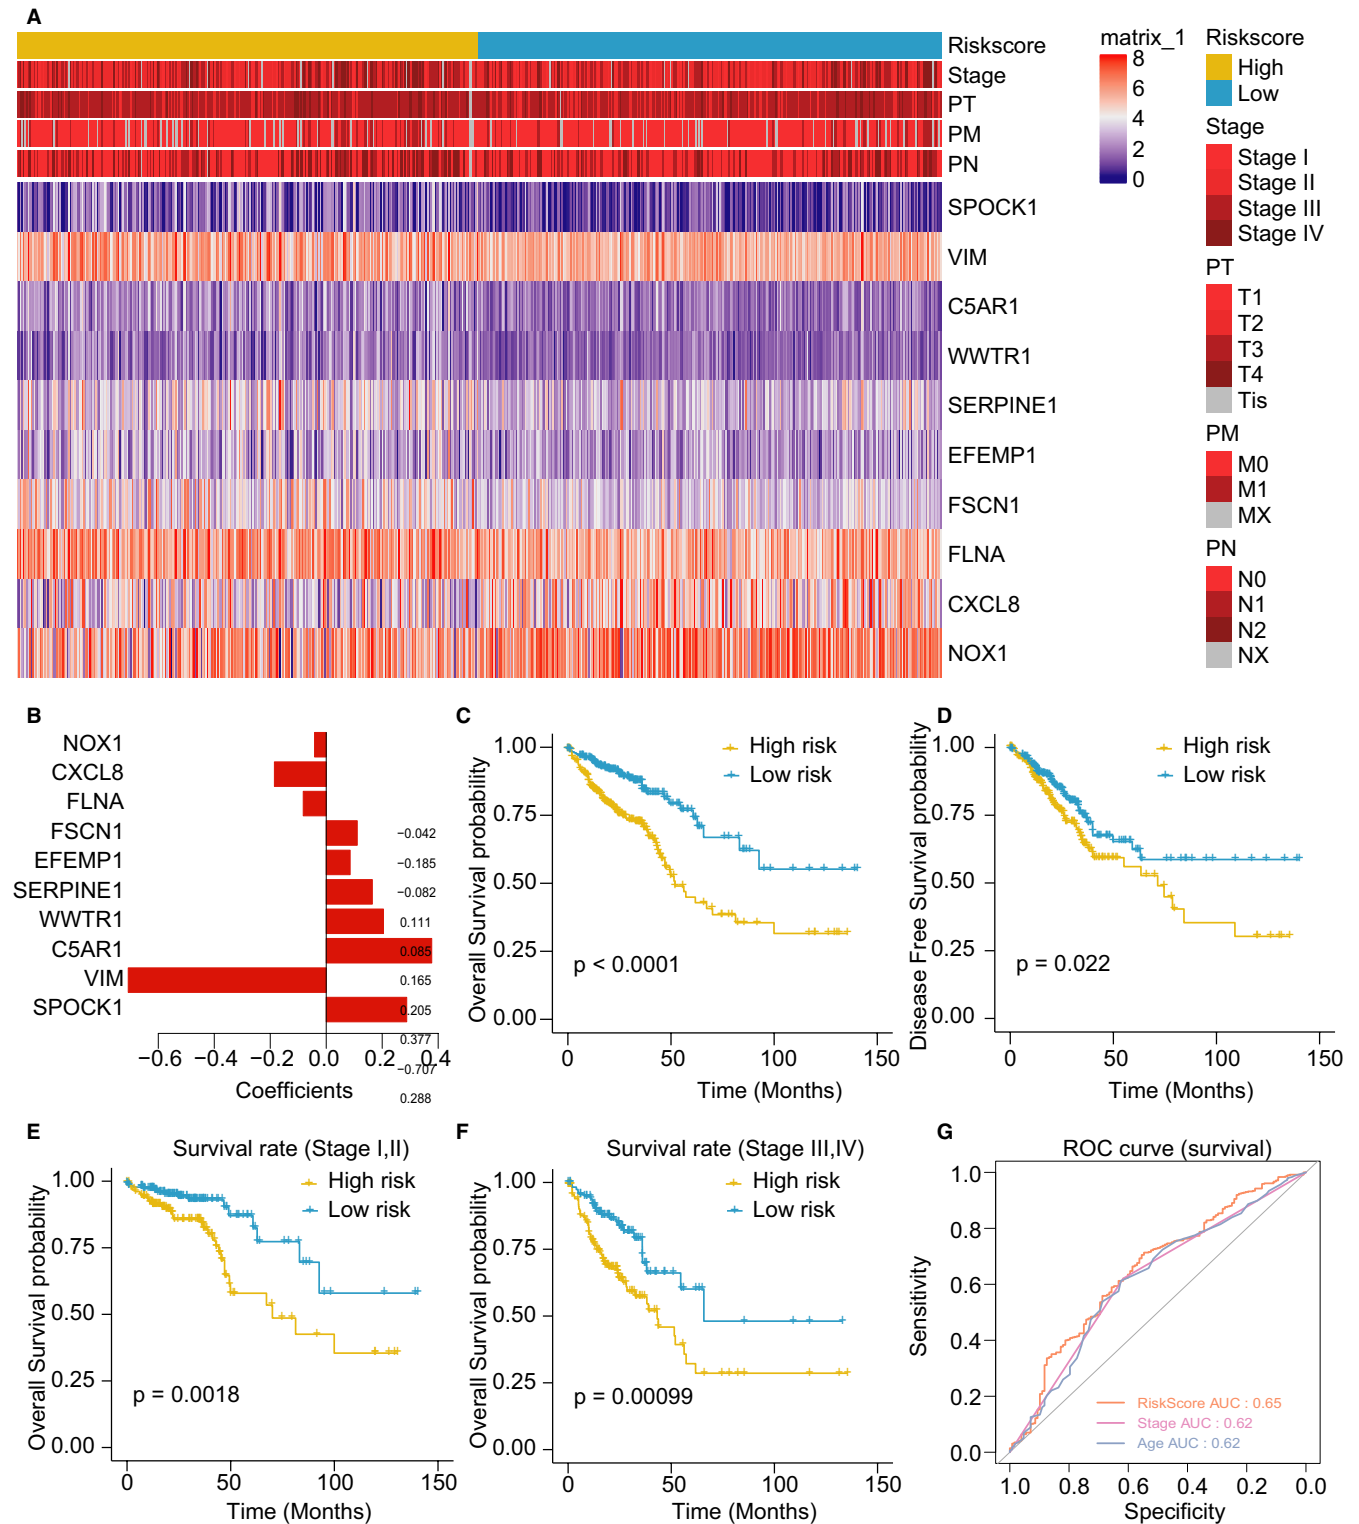 A
Riskscore
Stage
PT
PM
PN
SPOCK1
VIM
C5AR1
WWTR1
SERPINE1
EFEMP1
FSCN1
FLNA
CXCL8
NOX1
matrix_1
8
6
4
2
0
Riskscore
High
Low
Stage
Stage I
Stage II
Stage III
Stage IV
PT
T1
T2
T3
T4
Tis
PM
M0
M1
MX
PN
N0
N1
N2
NX
B
NOX1
CXCL8
FLNA
FSCN1
EFEMP1
SERPINE1
WWTR1
C5AR1
VIM
SPOCK1
−0.042
−0.185
−0.082
0.111
0.085
0.165
0.205
0.377
−0.707
0.288
−0.6 −0.4 −0.2 0.0 0.2 0.4
Coefficients
C
Overall Survival probability
1.00
0.75
0.50
0.25
0.00
High risk
Low risk
p < 0.0001
0 50 100 150
Time (Months)
D
Disease Free Survival probability
1.00
0.75
0.50
0.25
0.00
High risk
Low risk
p = 0.022
0 50 100 150
Time (Months)
E
Survival rate (Stage I,II)
Overall Survival probability
1.00
0.75
0.50
0.25
0.00
High risk
Low risk
p = 0.0018
0 50 100 150
Time (Months)
F
Survival rate (Stage III,IV)
Overall Survival probability
1.00
0.75
0.50
0.25
0.00
High risk
Low risk
p = 0.00099
0 50 100 150
Time (Months)
G
ROC curve (survival)
Sensitivity
1.0
0.8
0.6
0.4
0.2
0.0
RiskScore AUC : 0.65
Stage AUC : 0.62
Age AUC : 0.62
1.0 0.8 0.6 0.4 0.2 0.0
Specificity